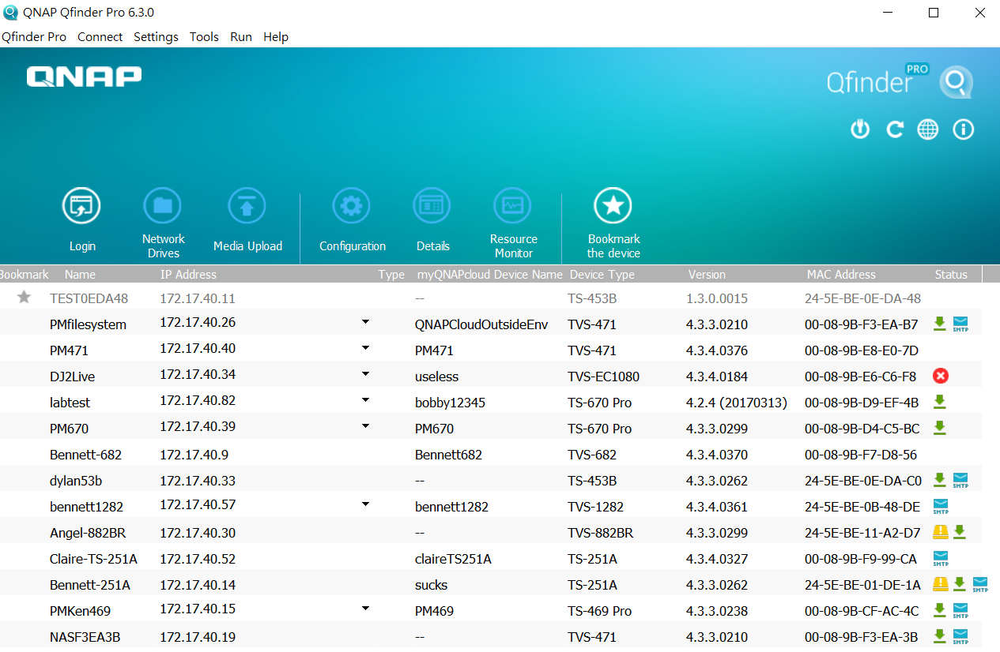 QNAP Qfinder Pro 6.3.0
Qfinder Pro Connect Settings Tools Run Help
QNAP
Qfinder PRO
Login
Network
Drives
Media Upload
Configuration
Details
Resource
Monitor
Bookmark
the device
Bookmark Name IP Address Type myQNAPcloud Device Name Device Type Version MAC Address Status
TEST0EDA48 172.17.40.11 -- TS-453B 1.3.0.0015 24-5E-BE-0E-DA-48
PMfilesystem 172.17.40.26 QNAPCloudOutsideEnv TVS-471 4.3.3.0210 00-08-9B-F3-EA-B7 SMTP
PM471 172.17.40.40 PM471 TVS-471 4.3.4.0376 00-08-9B-E8-E0-7D
DJ2Live 172.17.40.34 useless TVS-EC1080 4.3.4.0184 00-08-9B-E6-C6-F8
labtest 172.17.40.82 bobby12345 TS-670 Pro 4.2.4 (20170313) 00-08-9B-D9-EF-4B
PM670 172.17.40.39 PM670 TS-670 Pro 4.3.3.0299 00-08-9B-D4-C5-BC
Bennett-682 172.17.40.9 Bennett682 TVS-682 4.3.4.0370 00-08-9B-F7-D8-56
dylan53b 172.17.40.33 -- TS-453B 4.3.3.0262 24-5E-BE-0E-DA-C0 SMTP
bennett1282 172.17.40.57 bennett1282 TVS-1282 4.3.4.0361 24-5E-BE-0B-48-DE SMTP
Angel-882BR 172.17.40.30 -- TVS-882BR 4.3.3.0299 24-5E-BE-11-A2-D7
Claire-TS-251A 172.17.40.52 claireTS251A TS-251A 4.3.4.0327 00-08-9B-F9-99-CA SMTP
Bennett-251A 172.17.40.14 sucks TS-251A 4.3.3.0262 24-5E-BE-01-DE-1A SMTP
PMKen469 172.17.40.15 PM469 TS-469 Pro 4.3.3.0238 00-08-9B-CF-AC-4C SMTP
NASF3EA3B 172.17.40.19 -- TVS-471 4.3.3.0210 00-08-9B-F3-EA-3B SMTP